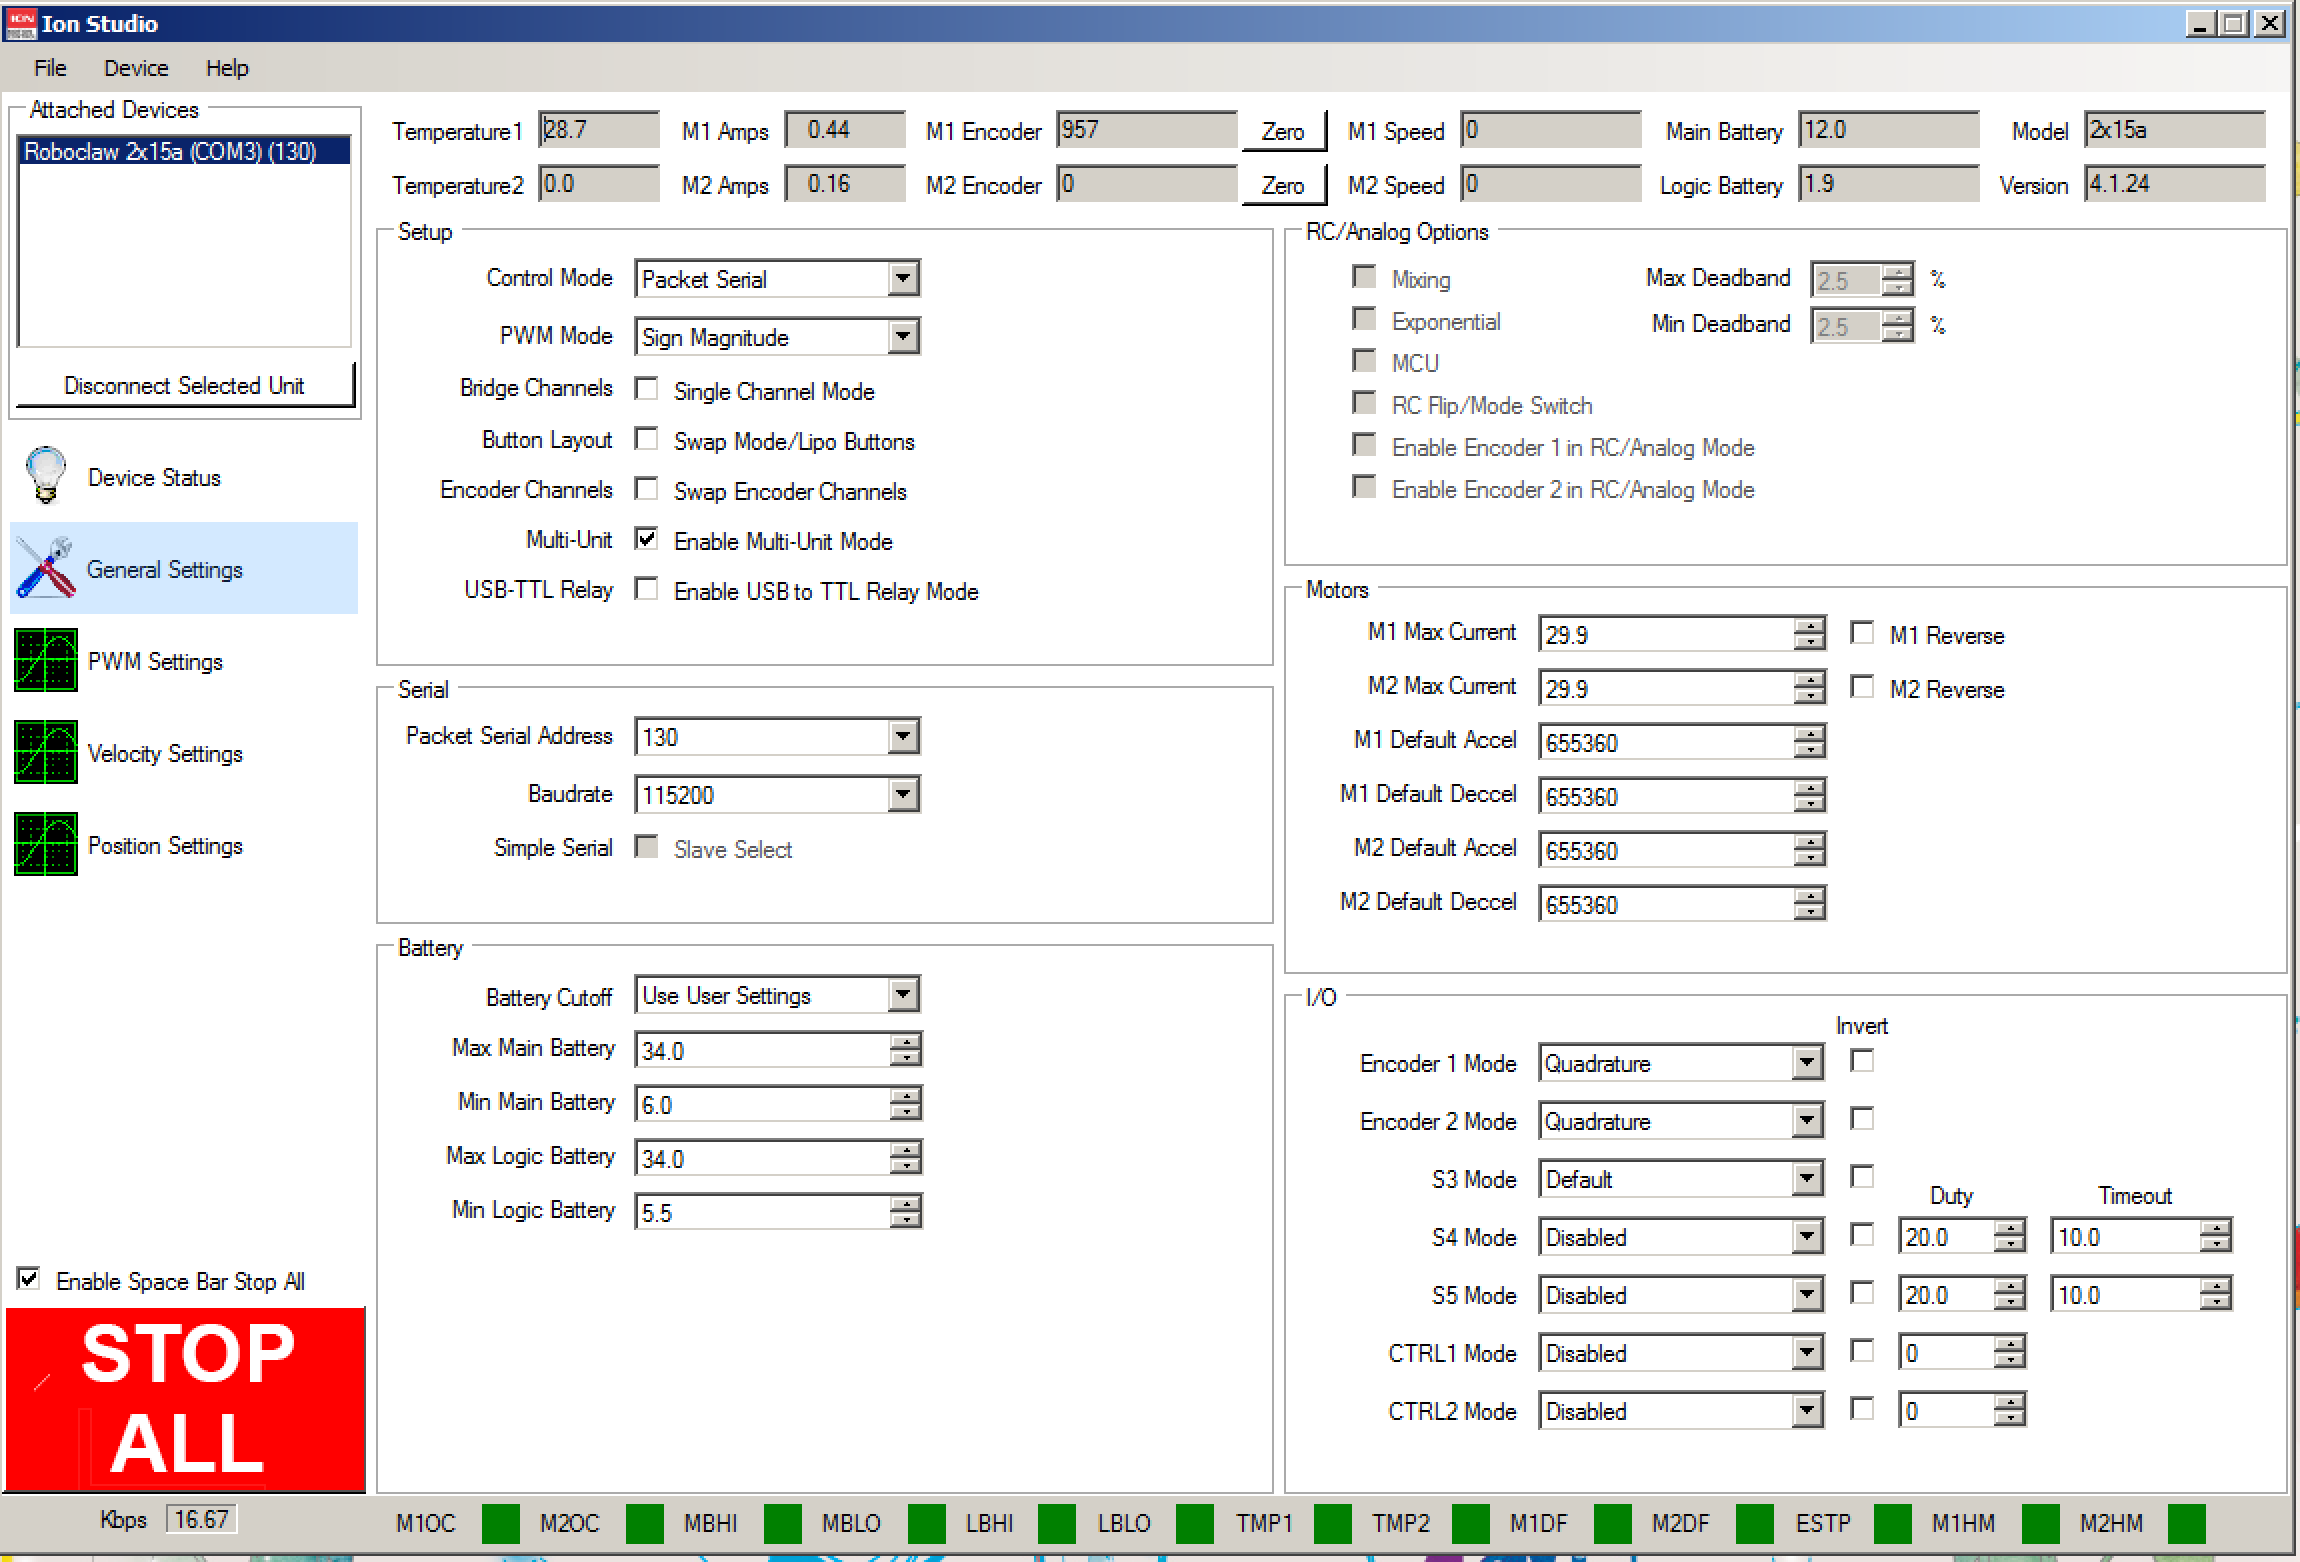 Ion Studio
File Device Help
Attached Devices
Roboclaw 2x15a (COM3) (130)
Disconnect Selected Unit
Device Status
General Settings
PWM Settings
Velocity Settings
Position Settings
Enable Space Bar Stop All
STOP
ALL
Temperature1 28.7 M1 Amps 0.44 M1 Encoder 957 Zero M1 Speed 0 Main Battery 12.0 Model 2x15a
Temperature2 0.0 M2 Amps 0.16 M2 Encoder 0 Zero M2 Speed 0 Logic Battery 1.9 Version 4.1.24
Setup
Control Mode Packet Serial
PWM Mode Sign Magnitude
Bridge Channels Single Channel Mode
Button Layout Swap Mode/Lipo Buttons
Encoder Channels Swap Encoder Channels
Multi-Unit Enable Multi-Unit Mode
USB-TTL Relay Enable USB to TTL Relay Mode
Serial
Packet Serial Address 130
Baudrate 115200
Simple Serial Slave Select
Battery
Battery Cutoff Use User Settings
Max Main Battery 34.0
Min Main Battery 6.0
Max Logic Battery 34.0
Min Logic Battery 5.5
RC/Analog Options
Mixing Max Deadband 2.5 %
Exponential Min Deadband 2.5 %
MCU
RC Flip/Mode Switch
Enable Encoder 1 in RC/Analog Mode
Enable Encoder 2 in RC/Analog Mode
Motors
M1 Max Current 29.9 M1 Reverse
M2 Max Current 29.9 M2 Reverse
M1 Default Accel 655360
M1 Default Deccel 655360
M2 Default Accel 655360
M2 Default Deccel 655360
I/O
Invert
Encoder 1 Mode Quadrature
Encoder 2 Mode Quadrature
S3 Mode Default
Duty Timeout
S4 Mode Disabled 20.0 10.0
S5 Mode Disabled 20.0 10.0
CTRL1 Mode Disabled 0
CTRL2 Mode Disabled 0
Kbps 16.67 M1OC M2OC MBHI MBLO LBHI LBLO TMP1 TMP2 M1DF M2DF ESTP M1HM M2HM